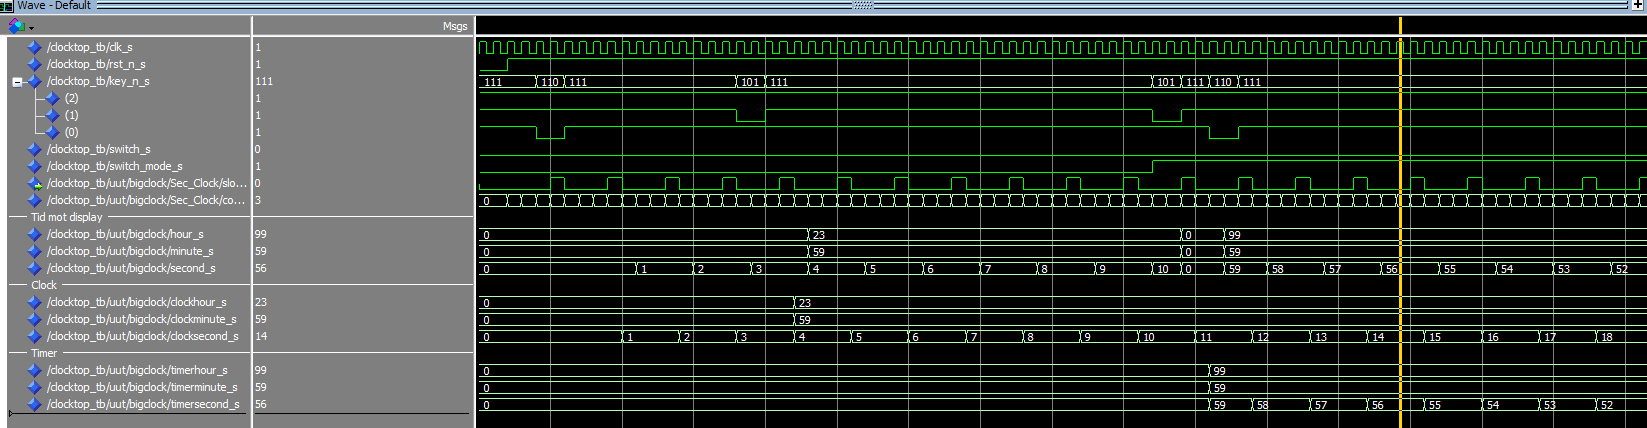 Wave - Default
Msgs
/clocktop_tb/clk_s 1
/clocktop_tb/rst_n_s 1
/clocktop_tb/key_n_s 111 111 110 111 101 111 101 111 110 111
(2) 1
(1) 1
(0) 1
/clocktop_tb/switch_s 0
/clocktop_tb/switch_mode_s 1
/clocktop_tb/uut/bigclock/Sec_Clock/slo... 0
/clocktop_tb/uut/bigclock/Sec_Clock/co... 3 0
Tid mot display
/clocktop_tb/uut/bigclock/hour_s 99 0 23 0 99
/clocktop_tb/uut/bigclock/minute_s 59 0 59 0 59
/clocktop_tb/uut/bigclock/second_s 56 0 1 2 3 4 5 6 7 8 9 10 0 59 58 57 56 55 54 53 52
Clock
/clocktop_tb/uut/bigclock/clockhour_s 23 0 23
/clocktop_tb/uut/bigclock/clockminute_s 59 0 59
/clocktop_tb/uut/bigclock/clocksecond_s 14 0 1 2 3 4 5 6 7 8 9 10 11 12 13 14 15 16 17 18
Timer
/clocktop_tb/uut/bigclock/timerhour_s 99 0 99
/clocktop_tb/uut/bigclock/timerminute_s 59 0 59
/clocktop_tb/uut/bigclock/timersecond_s 56 0 59 58 57 56 55 54 53 52